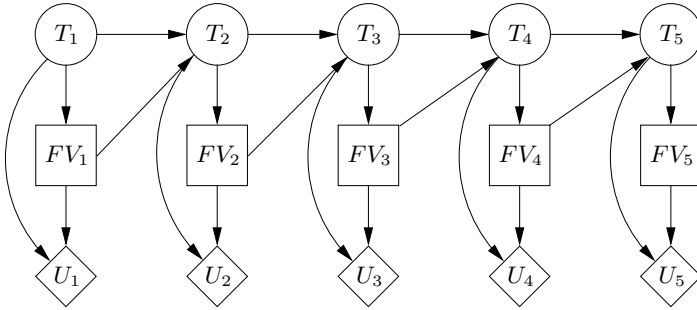 T₁ T₂ T₃ T₄ T₅
FV₁ FV₂ FV₃ FV₄ FV₅
U₁ U₂ U₃ U₄ U₅